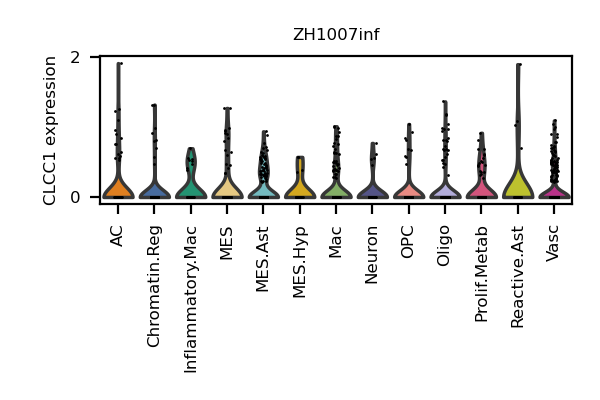 ZH1007inf
CLCC1 expression
2
0
AC
Chromatin.Reg
Inflammatory.Mac
MES
MES.Ast
MES.Hyp
Mac
Neuron
OPC
Oligo
Prolif.Metab
Reactive.Ast
Vasc